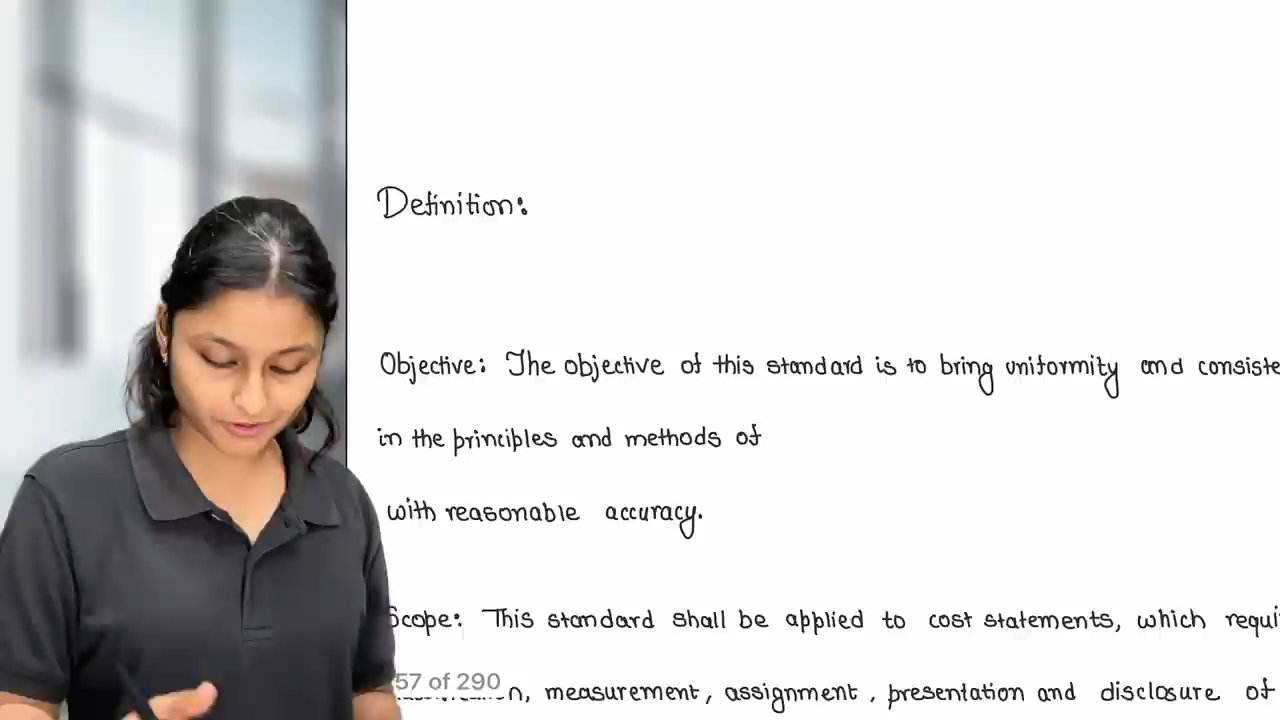 Definition:
Objective: The objective of this standard is to bring uniformity and consiste
in the principles and methods of
with reasonable accuracy.
Scope: This standard shall be applied to cost statements, which requi
57 of 290
n, measurement, assignment, presentation and disclosure of